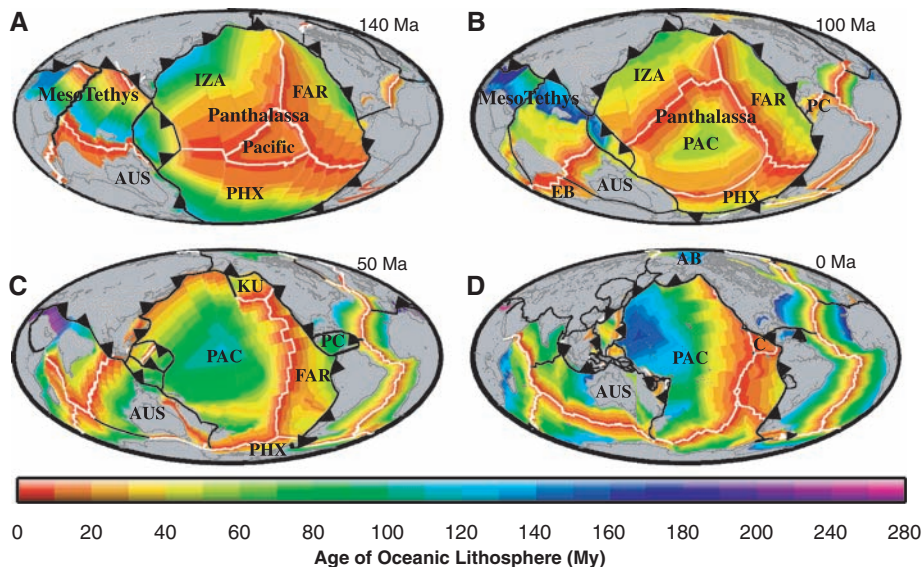 A
140 Ma
IZA
FAR
MesoTethys
Panthalassa
Pacific
AUS
PHX
B
100 Ma
IZA
MesoTethys
FAR
PC
Panthalassa
PAC
EB
AUS
PHX
C
50 Ma
KU
PC
PAC
FAR
AUS
PHX
D
0 Ma
AB
C
PAC
AUS
0 20 40 60 80 100 120 140 160 180 200 220 240 280
Age of Oceanic Lithosphere (My)